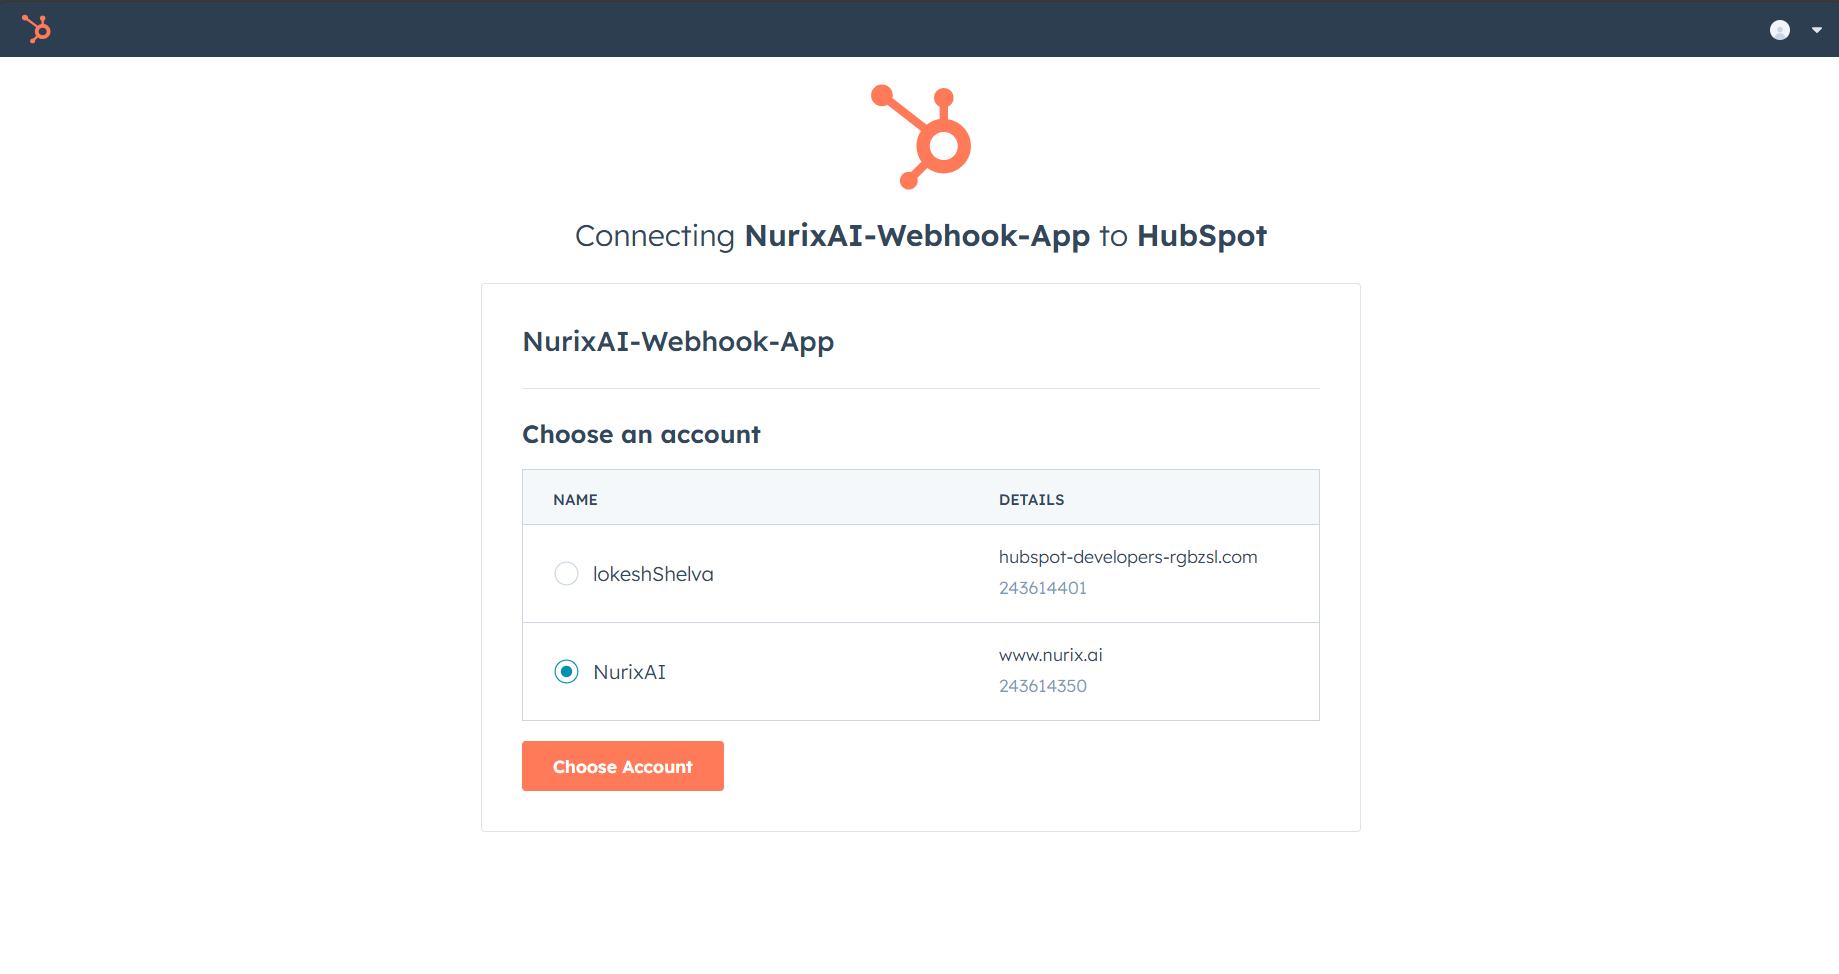 Connecting NurixAI-Webhook-App to HubSpot
NurixAI-Webhook-App
Choose an account
NAME DETAILS
lokeshShelva hubspot-developers-rgbzsl.com
243614401
NurixAI www.nurix.ai
243614350
Choose Account